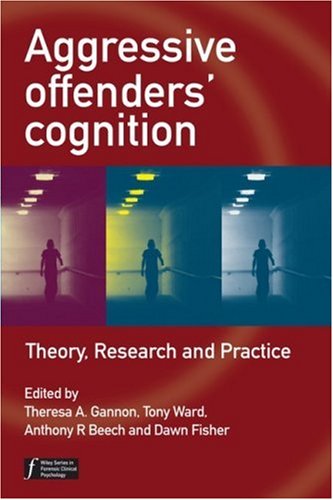 Aggressive
offenders'
cognition
Theory, Research and Practice
Edited by
Theresa A. Gannon, Tony Ward,
Anthony R Beech and Dawn Fisher
f
Wiley Series in
Forensic Clinical
Psychology